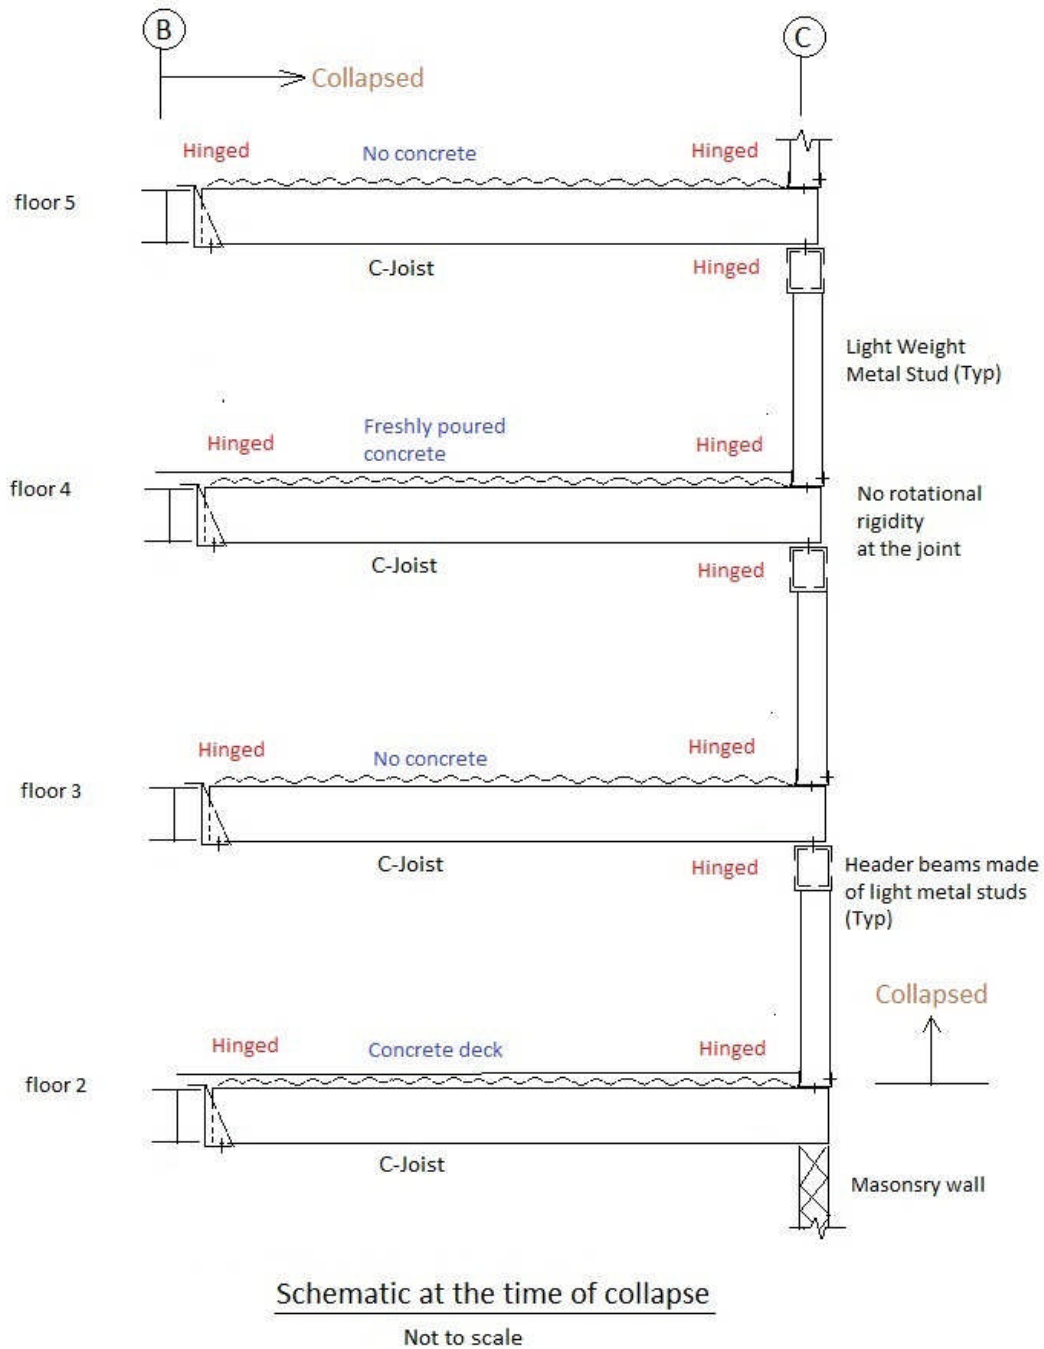 B
C
Collapsed
Hinged
No concrete
Hinged
floor 5
C-Joist
Hinged
Light Weight
Metal Stud (Typ)
Freshly poured
concrete
Hinged
Hinged
floor 4
No rotational
rigidity
at the joint
C-Joist
Hinged
Hinged
No concrete
Hinged
floor 3
C-Joist
Hinged
Header beams made
of light metal studs
(Typ)
Collapsed
Hinged
Concrete deck
Hinged
floor 2
C-Joist
Masonsry wall
Schematic at the time of collapse
Not to scale